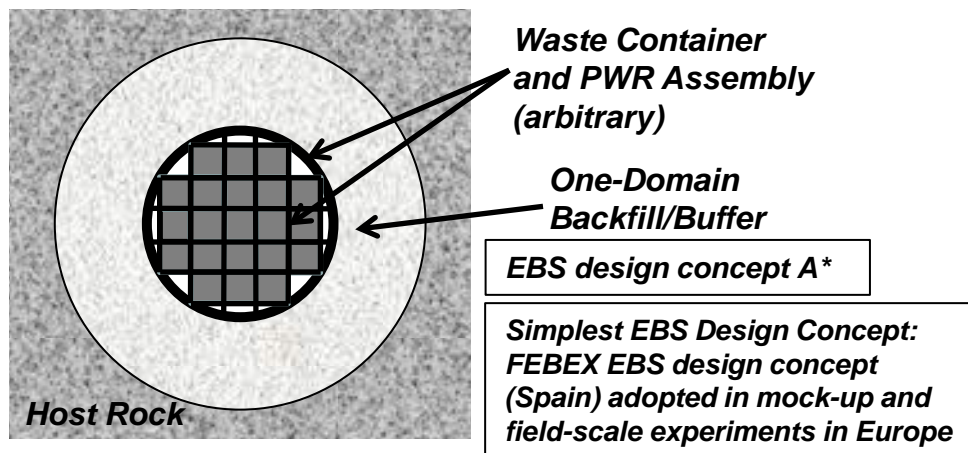 Waste Container
and PWR Assembly
(arbitrary)
One-Domain
Backfill/Buffer
EBS design concept A*
Simplest EBS Design Concept:
FEBEX EBS design concept
(Spain) adopted in mock-up and
field-scale experiments in Europe
Host Rock